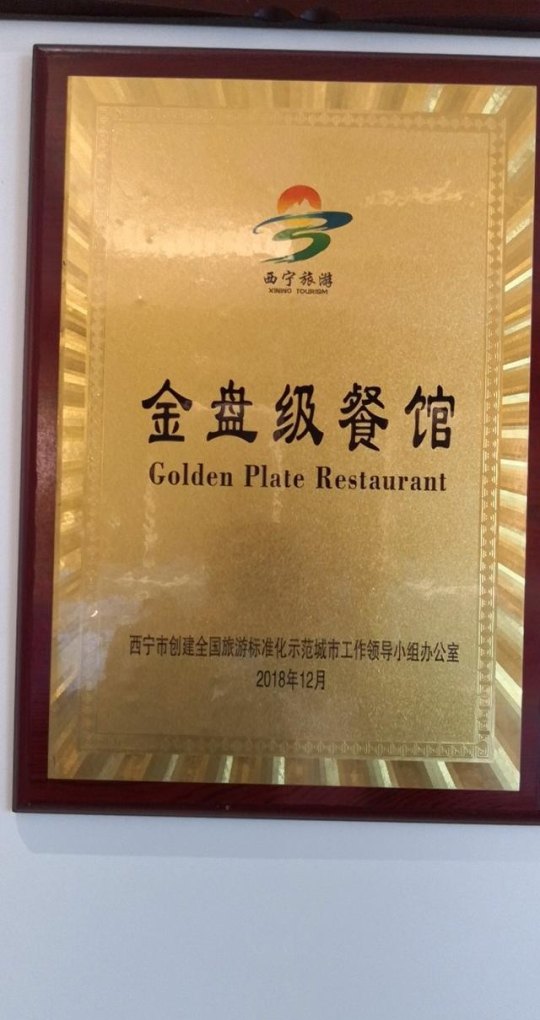 西宁旅游
XINING TOURISM
金盘级餐馆
Golden Plate Restaurant
西宁市创建全国旅游标准化示范城市工作领导小组办公室
2018年12月